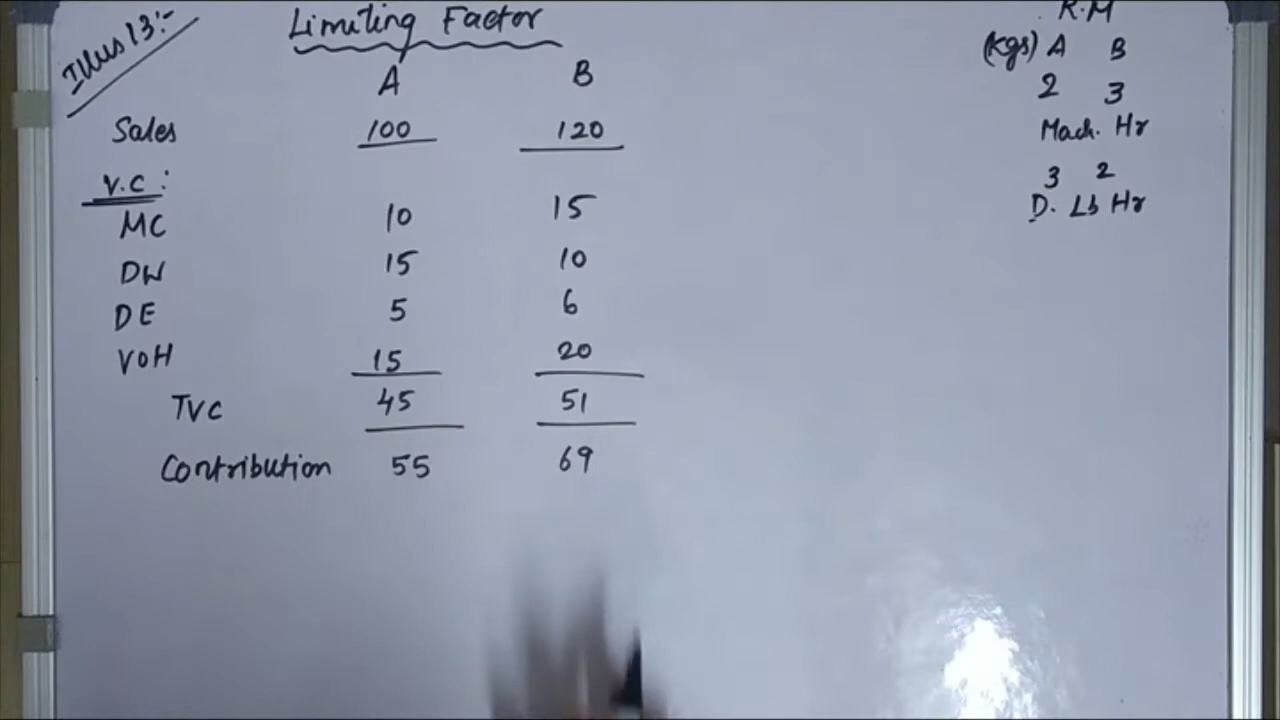 Illus 13:-
Limiting Factor
A B
Sales 100 120
V.C :
MC 10 15
DW 15 10
DE 5 6
VOH 15 20
TVC 45 51
Contribution 55 69
R.M
(kgs) A B
2 3
Mach. Hr
3 2
D. Lb Hr